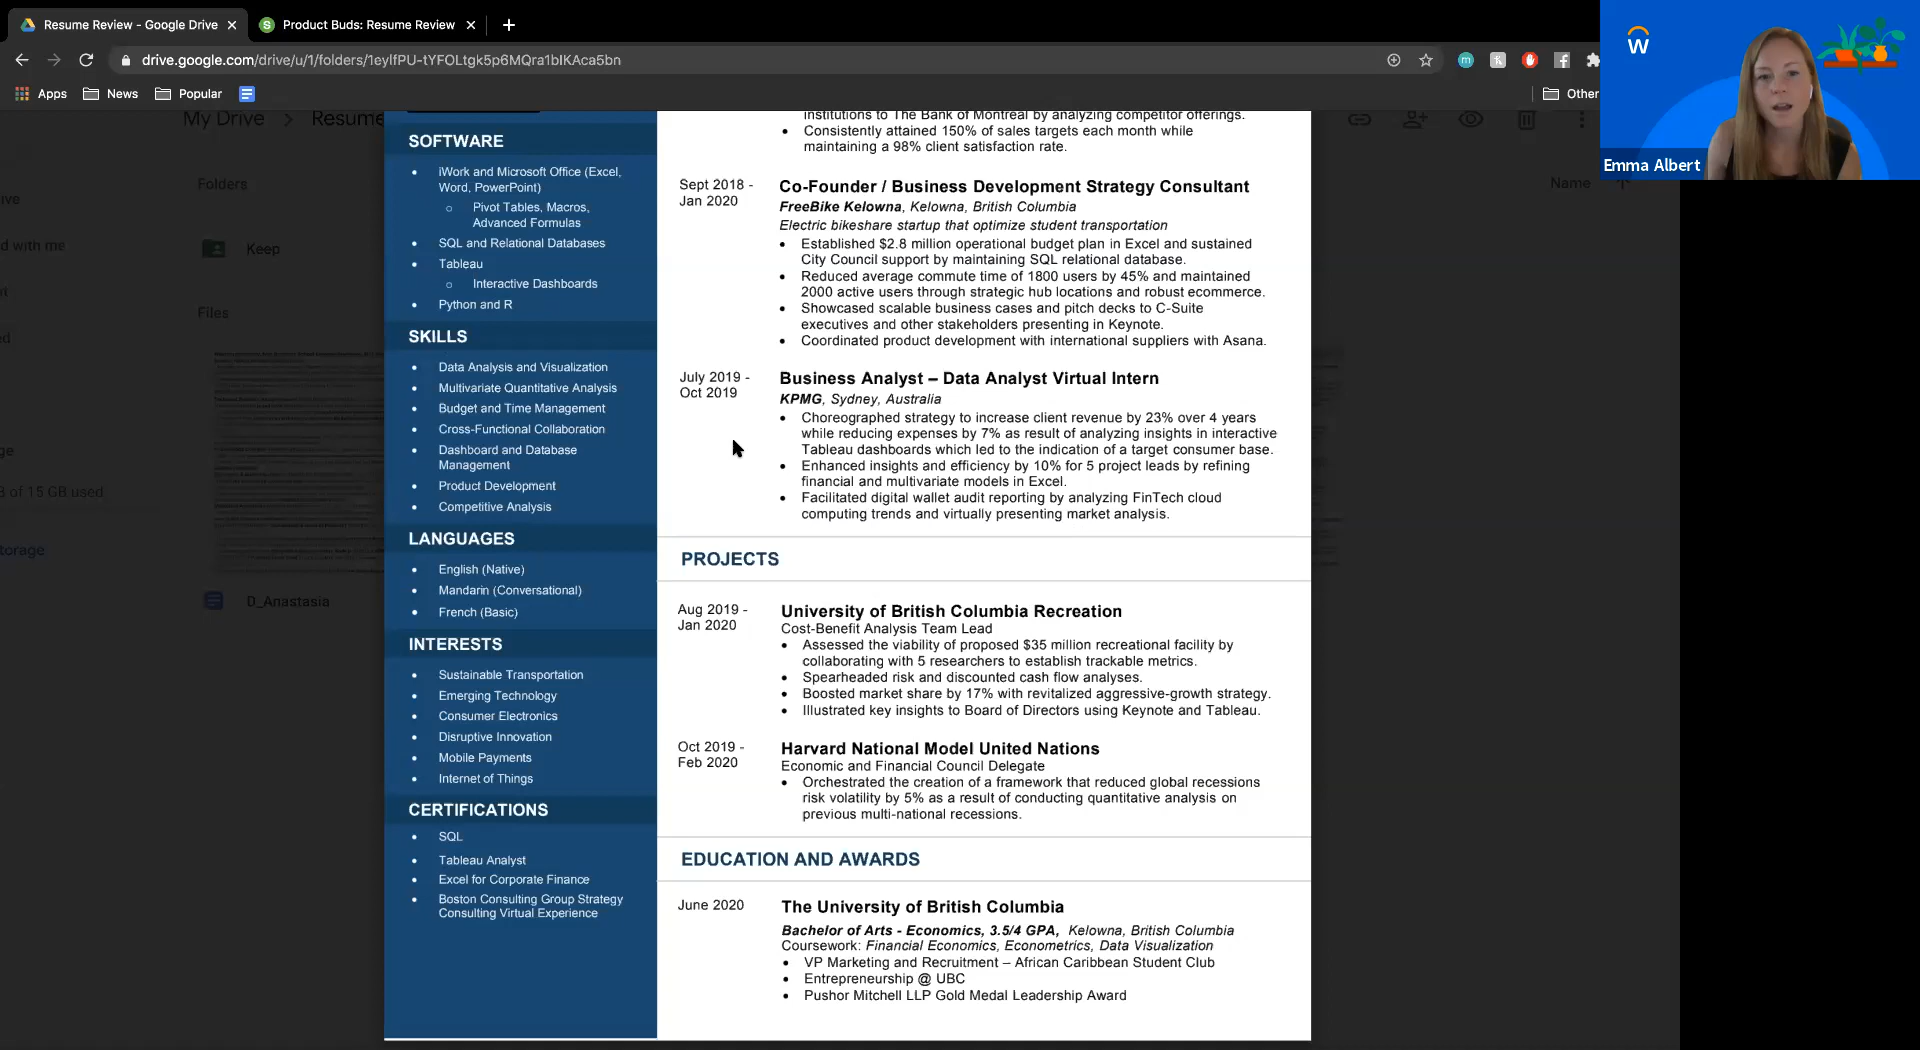 Resume Review - Google Drive
Product Buds: Resume Review
drive.google.com/drive/u/1/folders/1eylfPU-tYFOLtgk5p6MQra1bIKAca5bn
Apps
News
Popular
Other
w
Emma Albert
My Drive > Resume
Folders
Name
ive
d with me
Keep
Files
8 of 15 GB used
torage
D_Anastasia
SOFTWARE
iWork and Microsoft Office (Excel,
Word, PowerPoint)
Pivot Tables, Macros,
Advanced Formulas
SQL and Relational Databases
Tableau
Interactive Dashboards
Python and R
SKILLS
Data Analysis and Visualization
Multivariate Quantitative Analysis
Budget and Time Management
Cross-Functional Collaboration
Dashboard and Database
Management
Product Development
Competitive Analysis
LANGUAGES
English (Native)
Mandarin (Conversational)
French (Basic)
INTERESTS
Sustainable Transportation
Emerging Technology
Consumer Electronics
Disruptive Innovation
Mobile Payments
Internet of Things
CERTIFICATIONS
SQL
Tableau Analyst
Excel for Corporate Finance
Boston Consulting Group Strategy
Consulting Virtual Experience
institutions to The Bank of Montreal by analyzing competitor offerings.
Consistently attained 150% of sales targets each month while
maintaining a 98% client satisfaction rate.
Sept 2018 -
Jan 2020
Co-Founder / Business Development Strategy Consultant
FreeBike Kelowna, Kelowna, British Columbia
Electric bikeshare startup that optimize student transportation
Established $2.8 million operational budget plan in Excel and sustained
City Council support by maintaining SQL relational database.
Reduced average commute time of 1800 users by 45% and maintained
2000 active users through strategic hub locations and robust ecommerce.
Showcased scalable business cases and pitch decks to C-Suite
executives and other stakeholders presenting in Keynote.
Coordinated product development with international suppliers with Asana.
July 2019 -
Oct 2019
Business Analyst – Data Analyst Virtual Intern
KPMG, Sydney, Australia
Choreographed strategy to increase client revenue by 23% over 4 years
while reducing expenses by 7% as result of analyzing insights in interactive
Tableau dashboards which led to the indication of a target consumer base.
Enhanced insights and efficiency by 10% for 5 project leads by refining
financial and multivariate models in Excel.
Facilitated digital wallet audit reporting by analyzing FinTech cloud
computing trends and virtually presenting market analysis.
PROJECTS
Aug 2019 -
Jan 2020
University of British Columbia Recreation
Cost-Benefit Analysis Team Lead
Assessed the viability of proposed $35 million recreational facility by
collaborating with 5 researchers to establish trackable metrics.
Spearheaded risk and discounted cash flow analyses.
Boosted market share by 17% with revitalized aggressive-growth strategy.
Illustrated key insights to Board of Directors using Keynote and Tableau.
Oct 2019 -
Feb 2020
Harvard National Model United Nations
Economic and Financial Council Delegate
Orchestrated the creation of a framework that reduced global recessions
risk volatility by 5% as a result of conducting quantitative analysis on
previous multi-national recessions.
EDUCATION AND AWARDS
June 2020
The University of British Columbia
Bachelor of Arts - Economics, 3.5/4 GPA, Kelowna, British Columbia
Coursework: Financial Economics, Econometrics, Data Visualization
VP Marketing and Recruitment – African Caribbean Student Club
Entrepreneurship @ UBC
Pushor Mitchell LLP Gold Medal Leadership Award